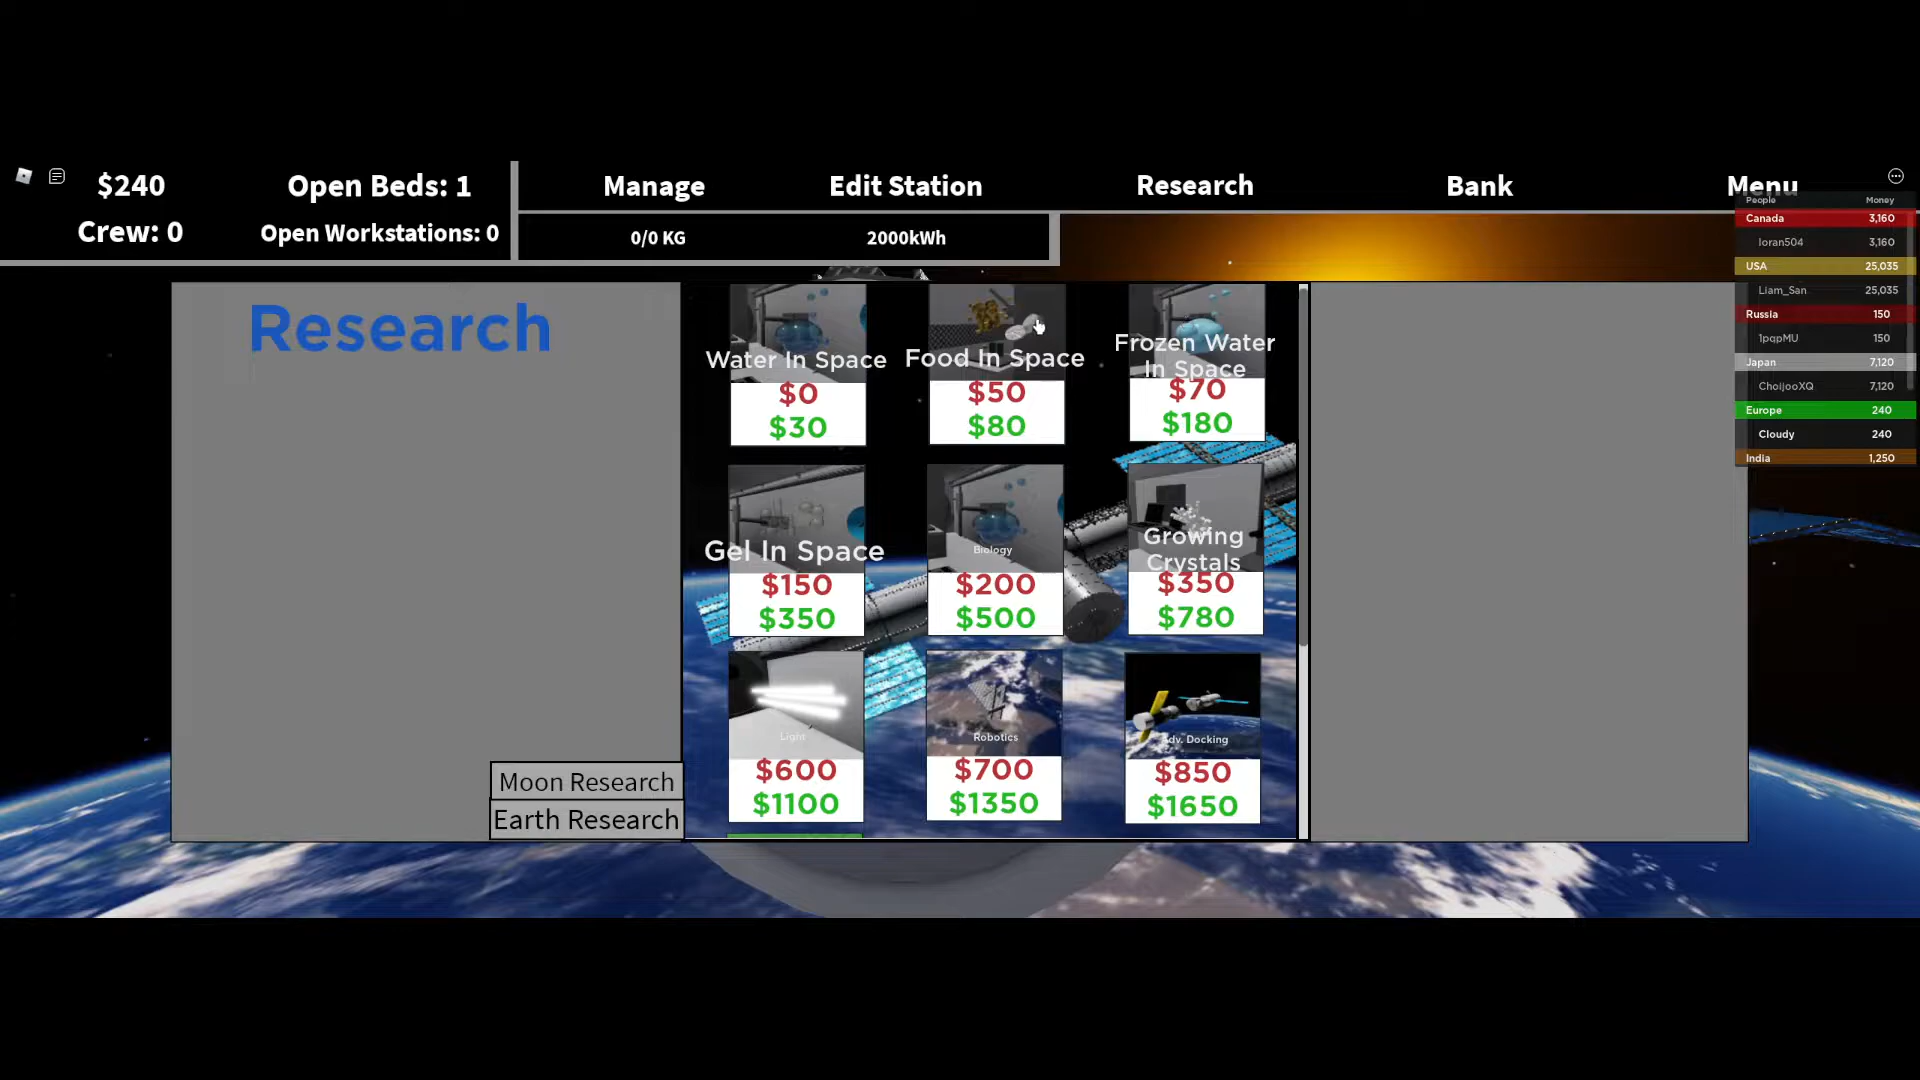 $240
Open Beds: 1
Manage
Edit Station
Research
Bank
Menu
Crew: 0
Open Workstations: 0
0/0 KG
2000kWh
People Money
Canada 3,160
loran504 3,160
USA 25,035
Liam_San 25,035
Russia 150
1pqpMU 150
Japan 7,120
ChoijooXQ 7,120
Europe 240
Cloudy 240
India 1,250
Research
Water In Space
$0
$30
Food In Space
$50
$80
Frozen Water
In Space
$70
$180
Gel In Space
$150
$350
Biology
$200
$500
Growing
Crystals
$350
$780
Light
$600
$1100
Robotics
$700
$1350
Adv. Docking
$850
$1650
Moon Research
Earth Research